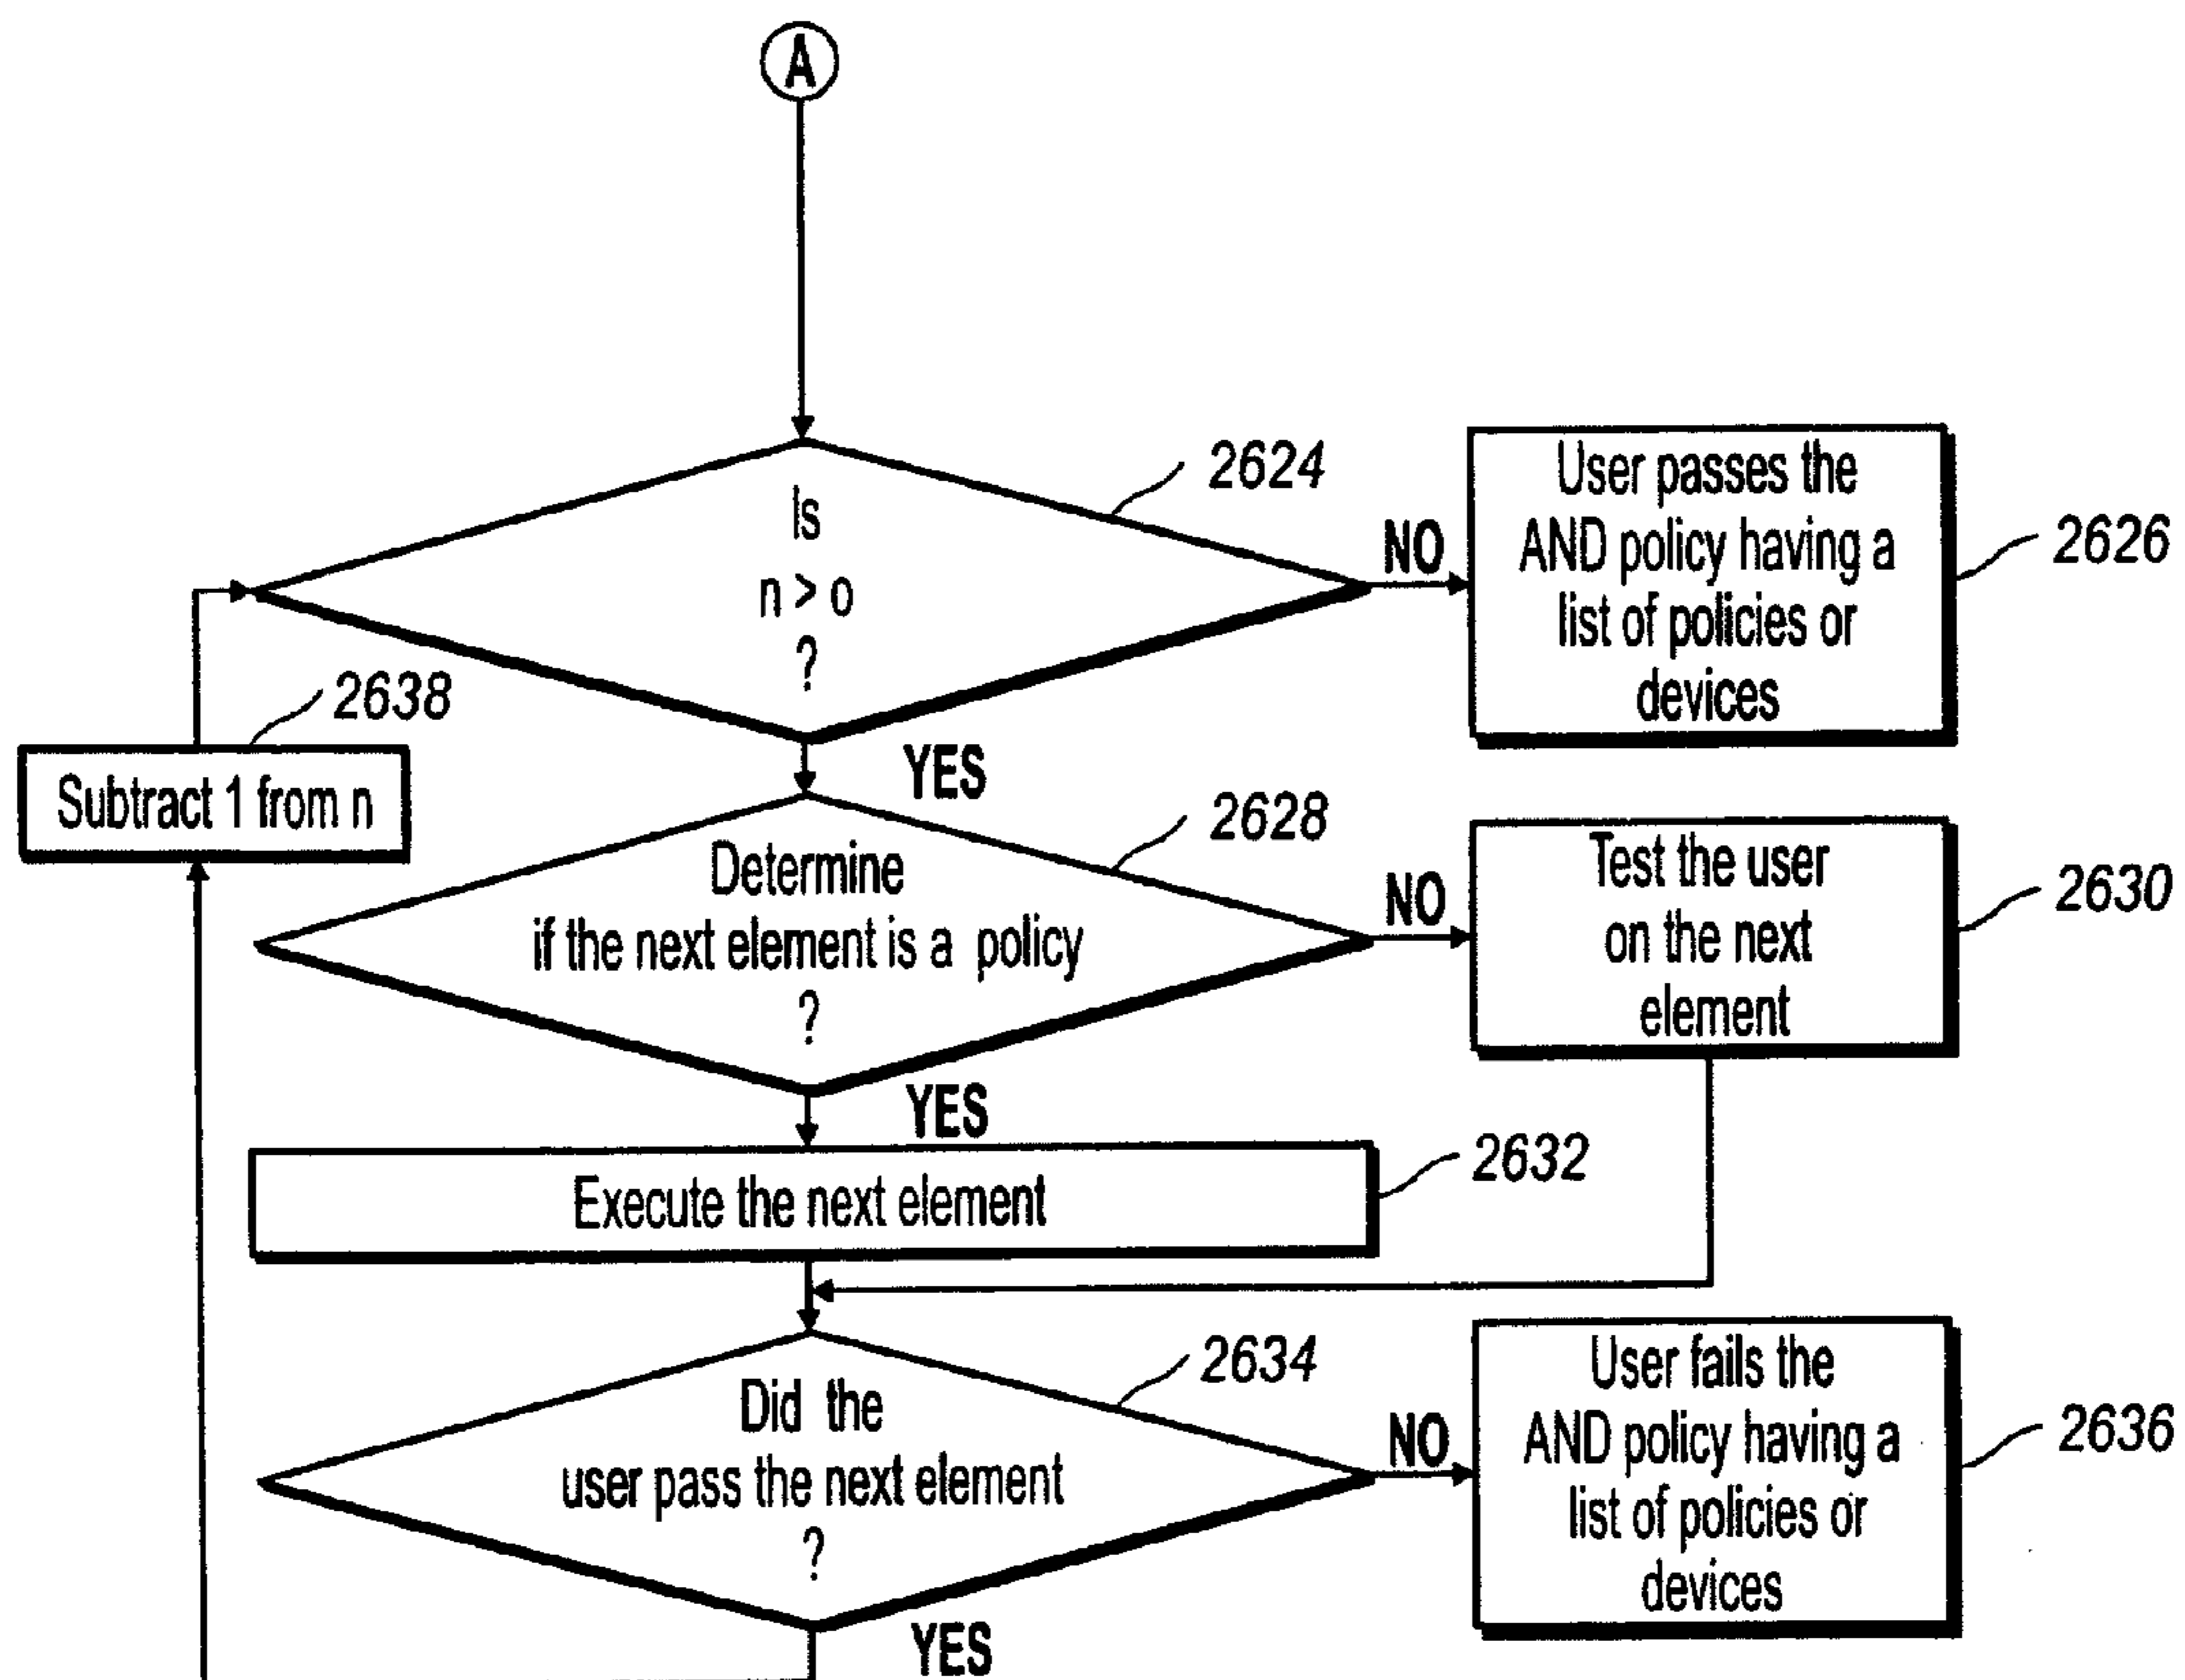 A
Is
n > o
?
2624
NO
User passes the
AND policy having a
list of policies or
devices
2626
YES
2638
Subtract 1 from n
Determine
if the next element is a policy
?
2628
NO
Test the user
on the next
element
2630
YES
Execute the next element
2632
Did the
user pass the next element
?
2634
NO
User fails the
AND policy having a
list of policies or
devices
2636
YES